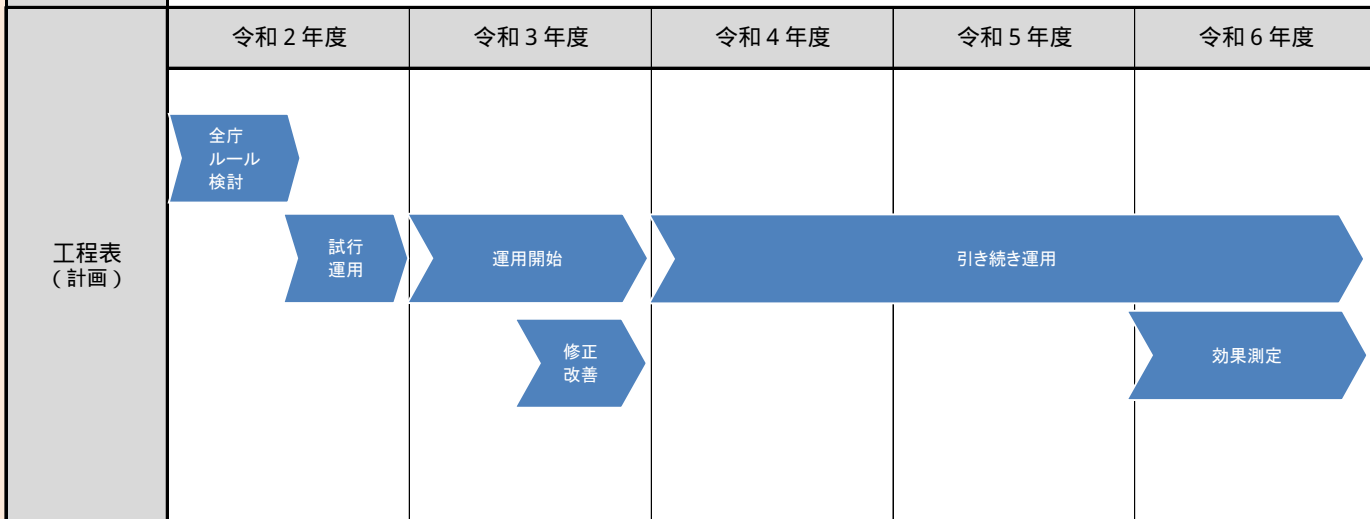 令和２年度
令和３年度
令和４年度
令和５年度
令和６年度
工程表
（計画）
全庁
ルール
検討
試行
運用
運用開始
引き続き運用
修正
改善
効果測定